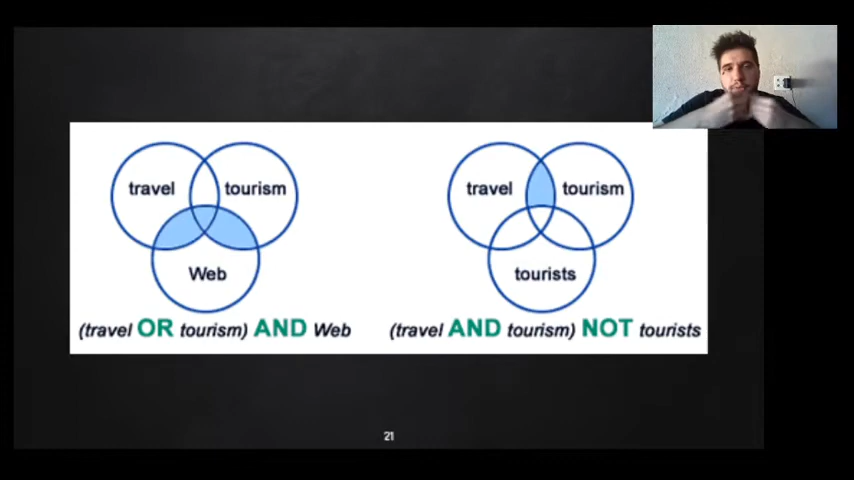 travel
tourism
Web
(travel OR tourism) AND Web
travel
tourism
tourists
(travel AND tourism) NOT tourists
21